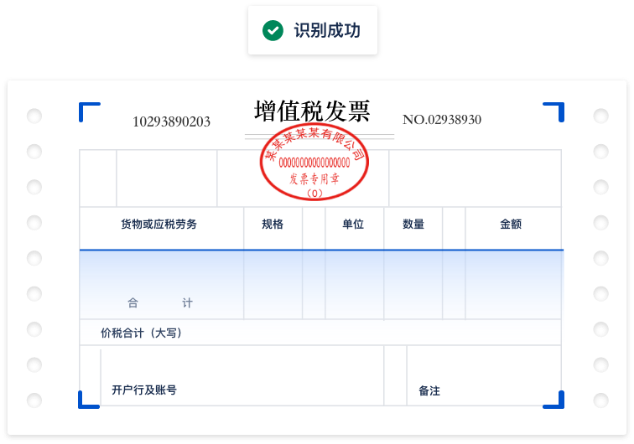 识别成功
增值税发票
10293890203
NO.02938930
某某某某某有限公司
0000000000000000
发票专用章
(0)
货物或应税劳务 规格 单位 数量 金额
合 计
价税合计（大写）
开户行及账号 备注